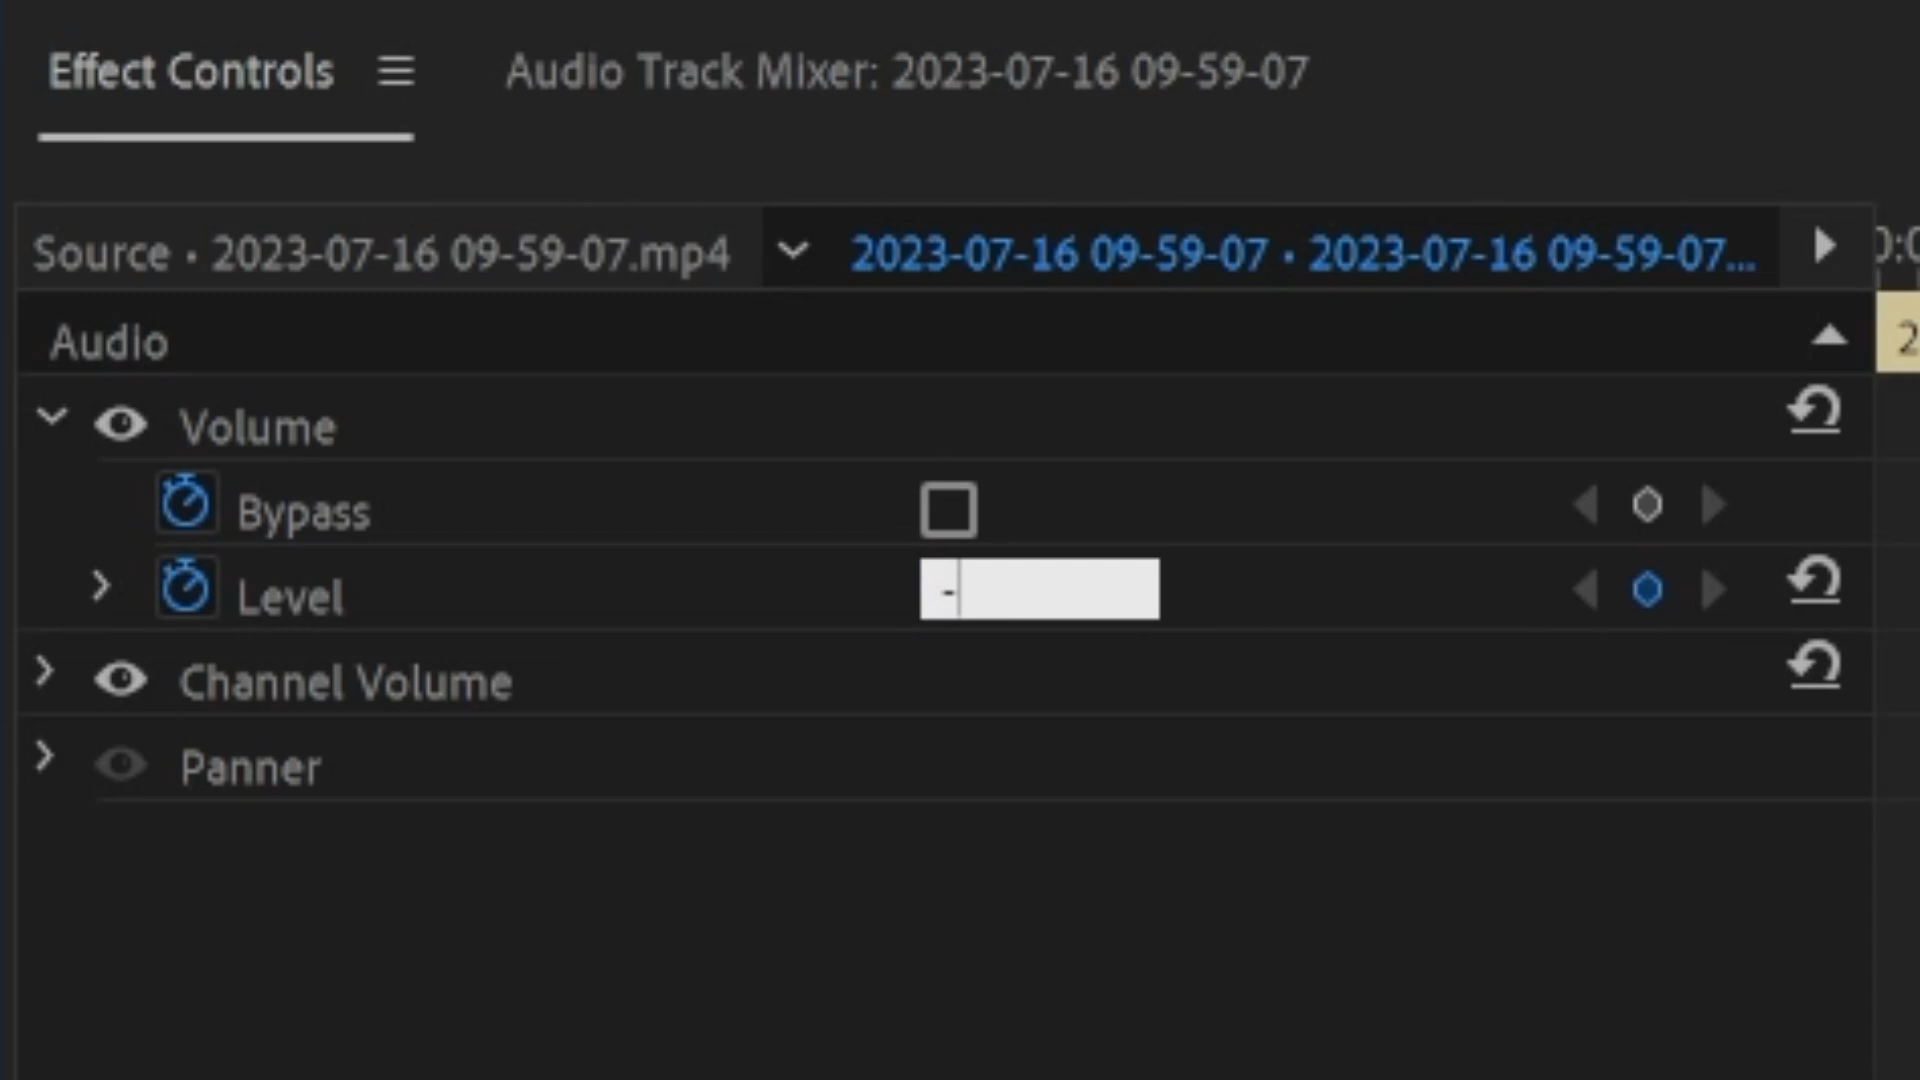 Effect Controls Audio Track Mixer: 2023-07-16 09-59-07
Source • 2023-07-16 09-59-07.mp4 2023-07-16 09-59-07 • 2023-07-16 09-59-07...
Audio
Volume
Bypass
Level -
Channel Volume
Panner